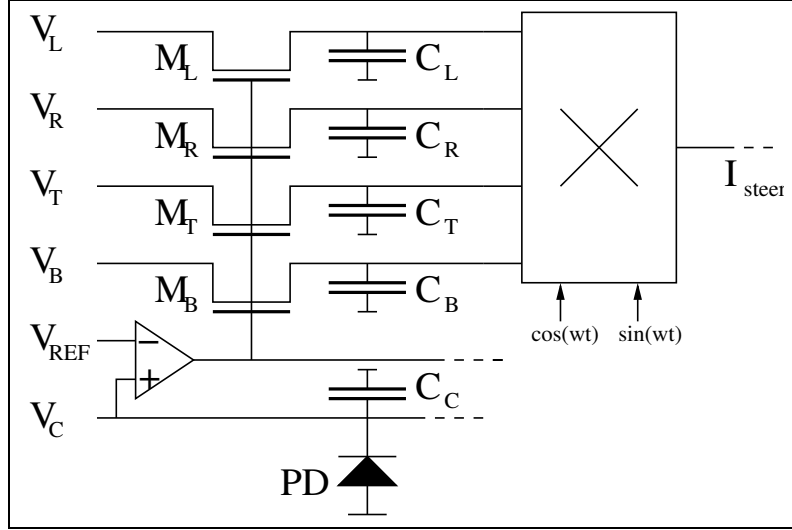 V_L M_L C_L
V_R M_R C_R
V_T M_T C_T I_steer
V_B M_B C_B
cos(wt) sin(wt)
V_REF − +
V_C C_C
PD